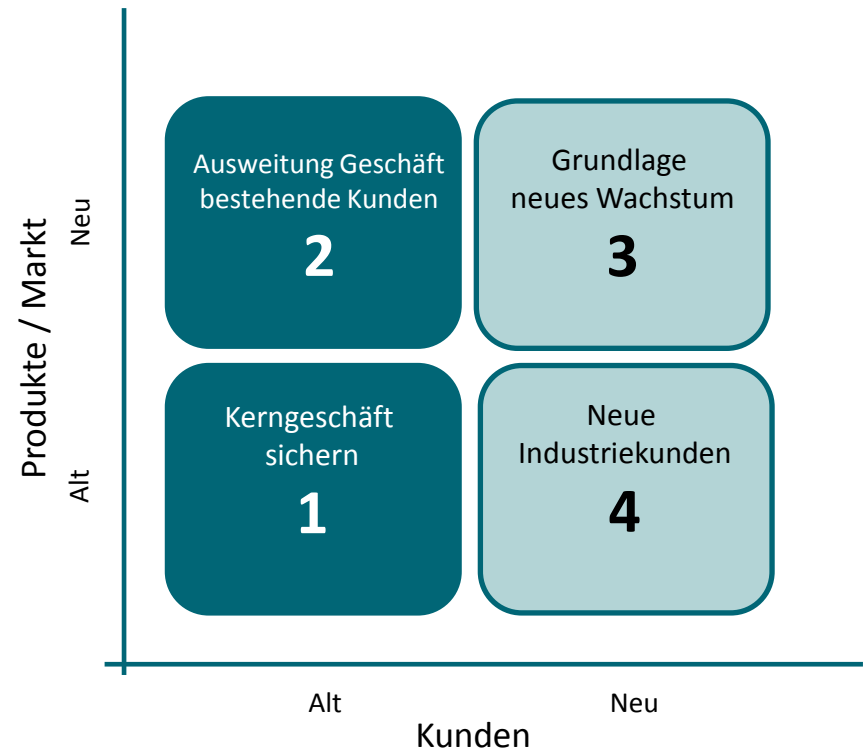 Produkte / Markt
Neu
Alt
Ausweitung Geschäft
bestehende Kunden
2
Grundlage
neues Wachstum
3
Kerngeschäft
sichern
1
Neue
Industriekunden
4
Alt
Neu
Kunden